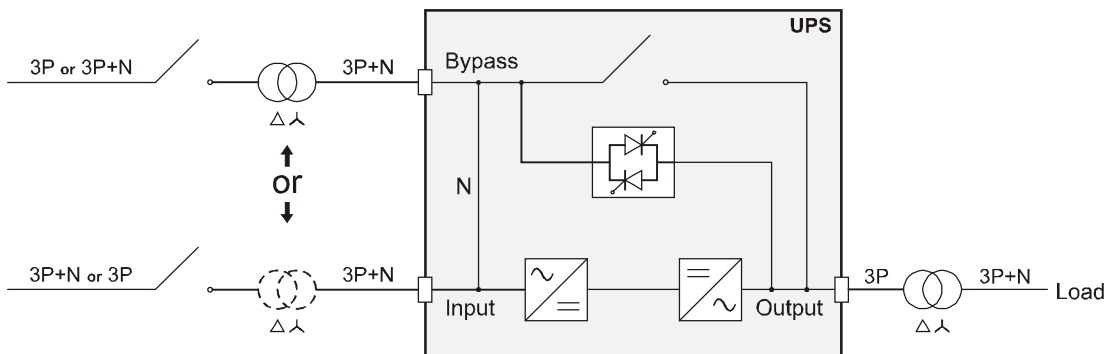 UPS
3P or 3P+N
3P+N
Bypass
or
N
3P+N or 3P
3P+N
Input
Output
3P
3P+N
Load